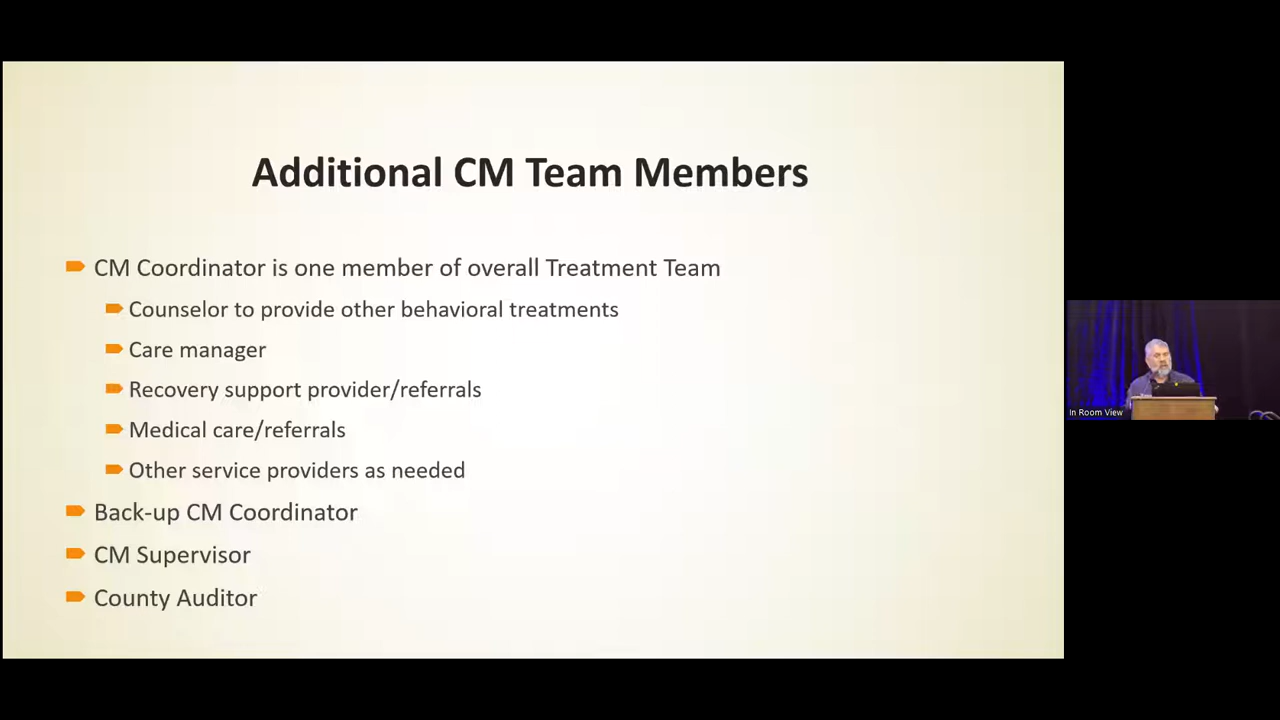 Additional CM Team Members
CM Coordinator is one member of overall Treatment Team
Counselor to provide other behavioral treatments
Care manager
Recovery support provider/referrals
Medical care/referrals
Other service providers as needed
Back-up CM Coordinator
CM Supervisor
County Auditor
In Room View